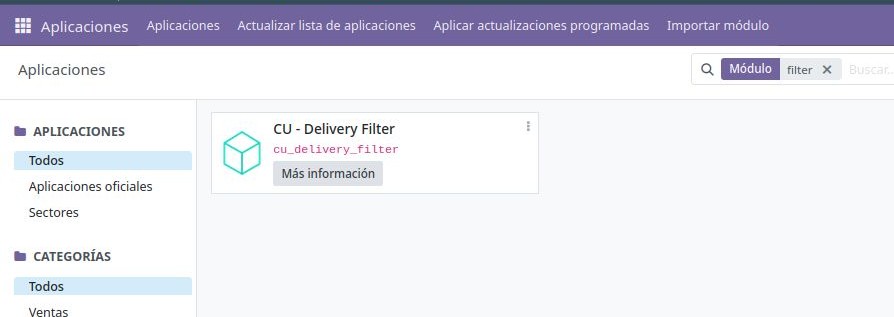 Aplicaciones Aplicaciones Actualizar lista de aplicaciones Aplicar actualizaciones programadas Importar módulo
Aplicaciones
Módulo filter Buscar...
APLICACIONES
Todos
Aplicaciones oficiales
Sectores
CATEGORÍAS
Todos
Ventas
CU - Delivery Filter
cu_delivery_filter
Más información